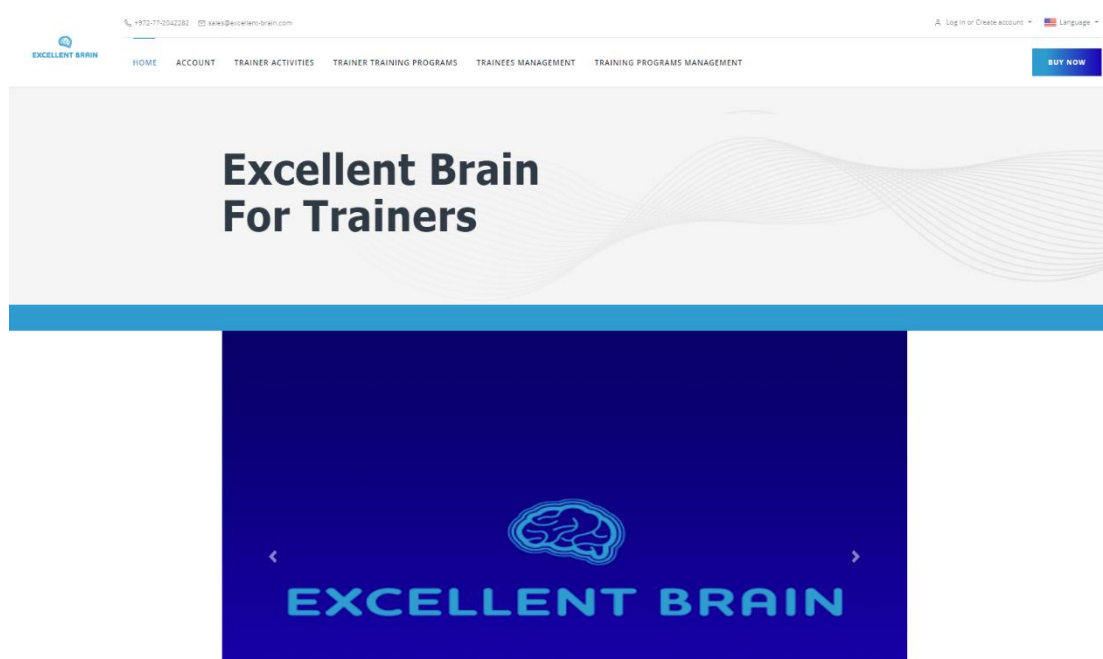 +972-77-2042282 sales@excellent-brain.com Log in or Create account Language
EXCELLENT BRAIN
HOME ACCOUNT TRAINER ACTIVITIES TRAINER TRAINING PROGRAMS TRAINEES MANAGEMENT TRAINING PROGRAMS MANAGEMENT BUY NOW
Excellent Brain
For Trainers
EXCELLENT BRAIN